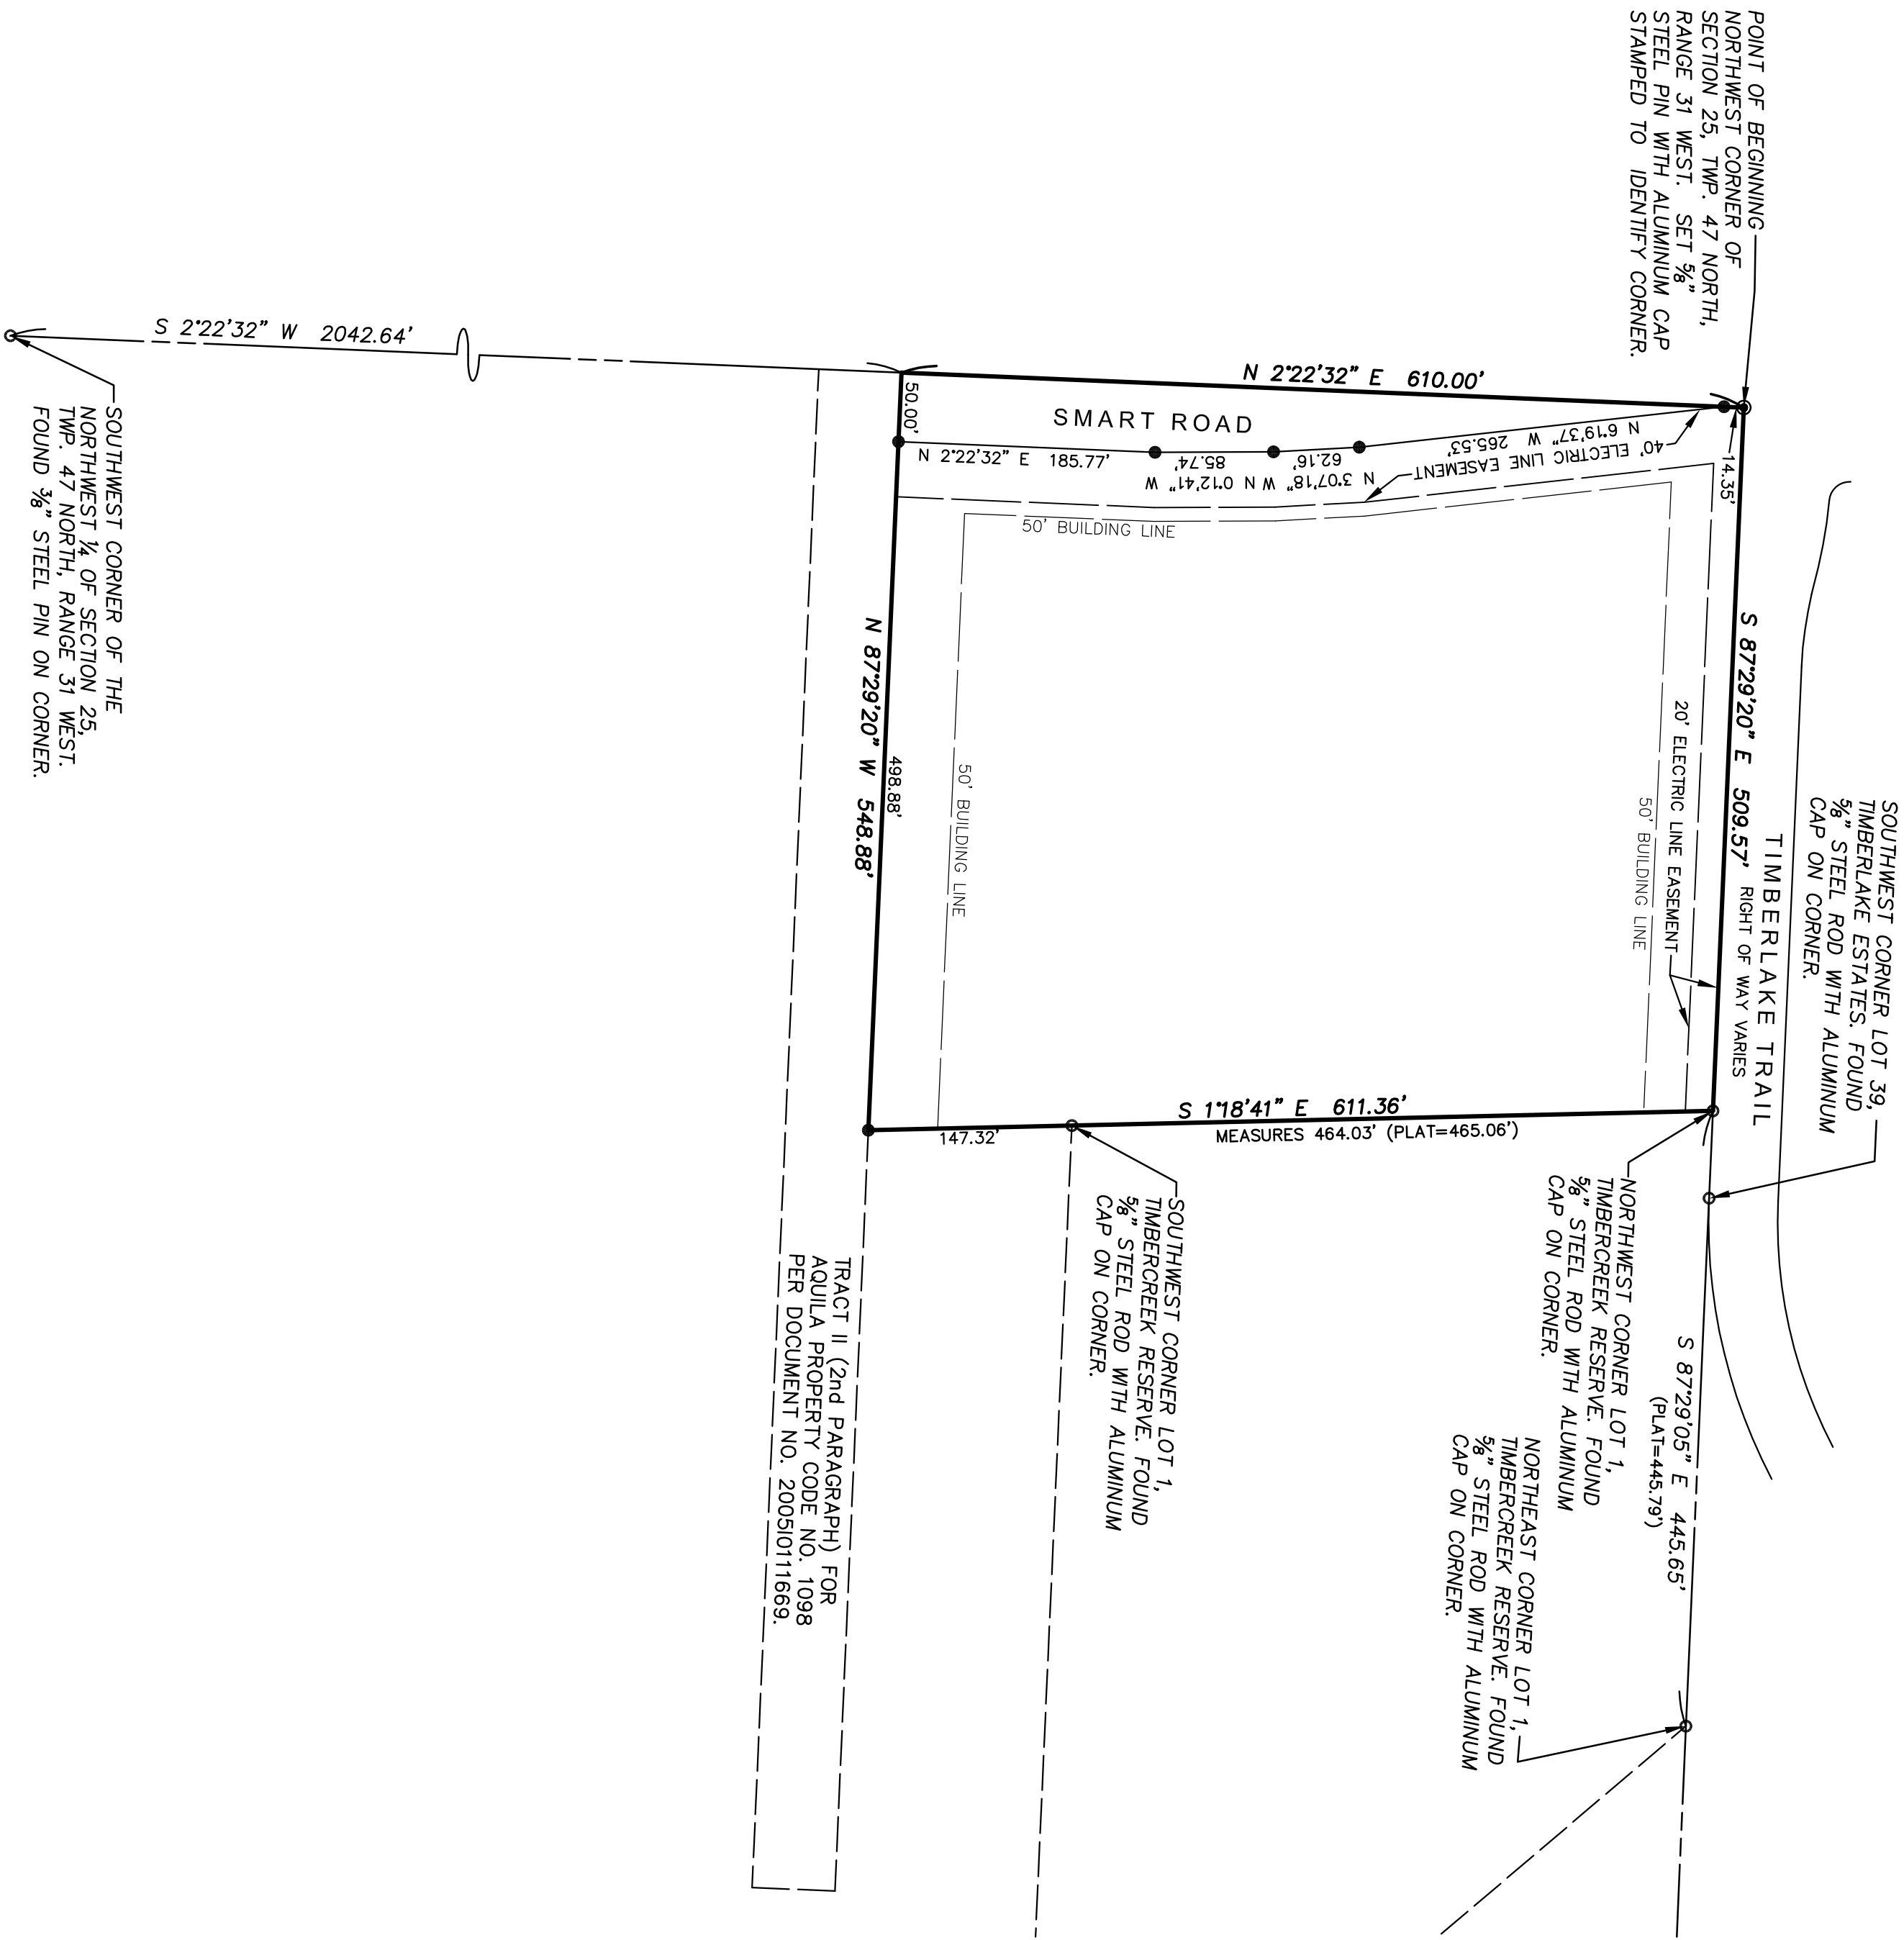 POINT OF BEGINNING
NORTHWEST CORNER OF
SECTION 25, TWP. 47 NORTH,
RANGE 31 WEST.  SET 5/8"
STEEL PIN WITH ALUMINUM CAP
STAMPED TO IDENTIFY CORNER.
SOUTHWEST CORNER LOT 39,
TIMBERLAKE ESTATES. FOUND
5/8" STEEL ROD WITH ALUMINUM
CAP ON CORNER.
TIMBERLAKE TRAIL
RIGHT OF WAY VARIES
S 87°29'20" E  509.57'
14.35'
20' ELECTRIC LINE EASEMENT
50' BUILDING LINE
N 2°22'32" E  610.00'
SMART ROAD
N 6°19'37" W  265.53'
40' ELECTRIC LINE EASEMENT
62.16'
N 3°07'18" W
85.74'
N 0°12'41" W
N 2°22'32" E  185.77'
50' BUILDING LINE
50.00'
S 1°18'41" E  611.36'
MEASURES 464.03' (PLAT=465.06')
147.32'
NORTHWEST CORNER LOT 1,
TIMBERCREEK RESERVE. FOUND
5/8" STEEL ROD WITH ALUMINUM
CAP ON CORNER.
S 87°29'05" E  445.65'
(PLAT=445.79')
NORTHEAST CORNER LOT 1,
TIMBERCREEK RESERVE. FOUND
5/8" STEEL ROD WITH ALUMINUM
CAP ON CORNER.
SOUTHWEST CORNER LOT 1,
TIMBERCREEK RESERVE. FOUND
5/8" STEEL ROD WITH ALUMINUM
CAP ON CORNER.
50' BUILDING LINE
498.88'
N 87°29'20" W  548.88'
TRACT II (2nd PARAGRAPH) FOR
AQUILA PROPERTY CODE NO. 1098
PER DOCUMENT NO. 2005I0111669.
S 2°22'32" W  2042.64'
SOUTHWEST CORNER OF THE
NORTHWEST 1/4 OF SECTION 25,
TWP. 47 NORTH, RANGE 31 WEST.
FOUND 3/8" STEEL PIN ON CORNER.